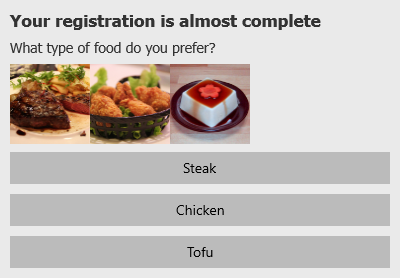 Your registration is almost complete
What type of food do you prefer?
Steak
Chicken
Tofu